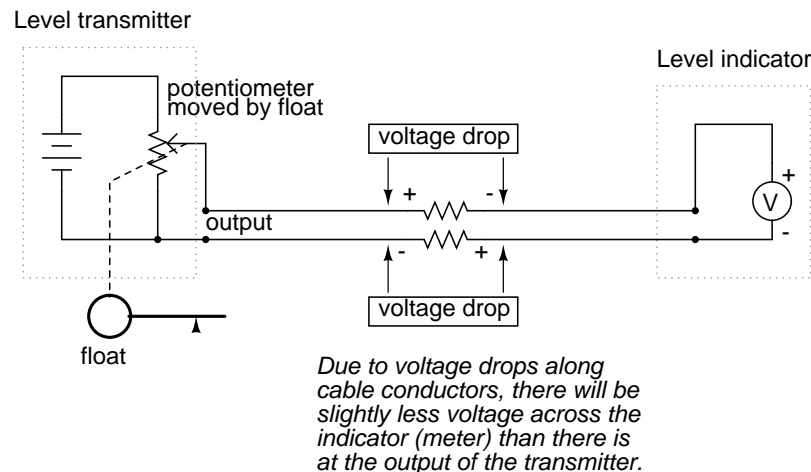 Level transmitter
Level indicator
potentiometer
moved by float
voltage drop
+ -
+
V
-
output
- +
voltage drop
float
Due to voltage drops along
cable conductors, there will be
slightly less voltage across the
indicator (meter) than there is
at the output of the transmitter.